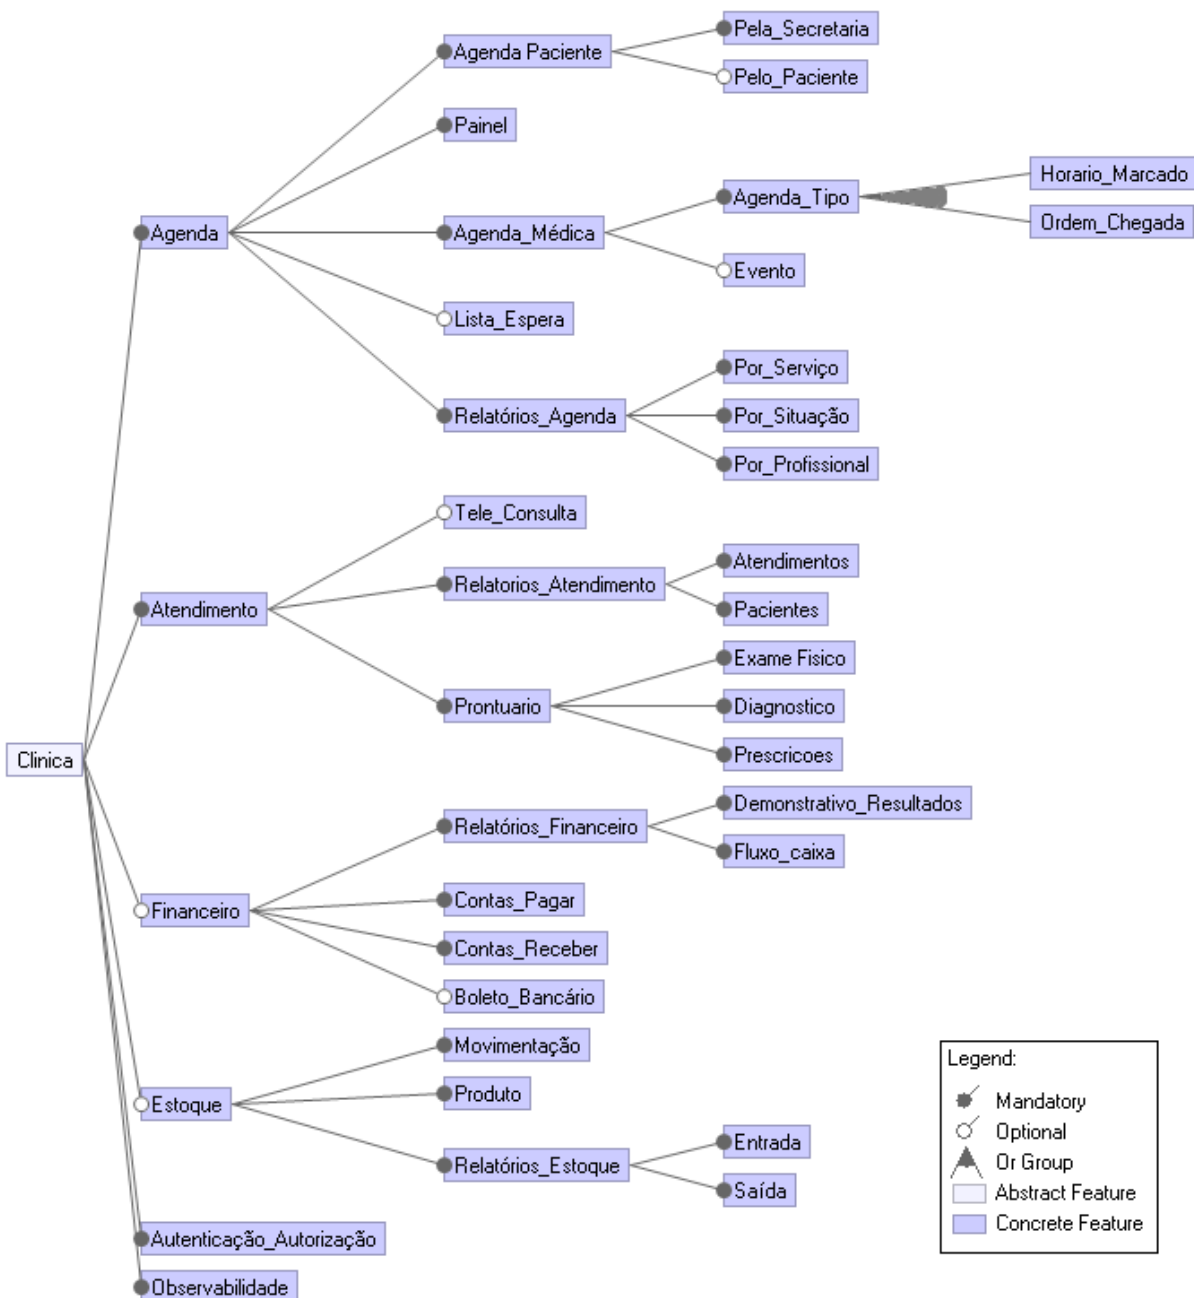 Pela_Secretaria
Agenda Paciente
Pelo_Paciente
Painel
Horario_Marcado
Agenda_Tipo
Ordem_Chegada
Agenda
Agenda_Médica
Evento
Lista_Espera
Por_Serviço
Relatórios_Agenda
Por_Situação
Por_Profissional
Tele_Consulta
Atendimentos
Relatorios_Atendimento
Atendimento
Pacientes
Exame Fisico
Prontuario
Diagnostico
Prescricoes
Clinica
Demonstrativo_Resultados
Relatórios_Financeiro
Fluxo_caixa
Contas_Pagar
Financeiro
Contas_Receber
Boleto_Bancário
Movimentação
Produto
Estoque
Entrada
Relatórios_Estoque
Saída
Autenticação_Autorização
Observabilidade
Legend:
Mandatory
Optional
Or Group
Abstract Feature
Concrete Feature